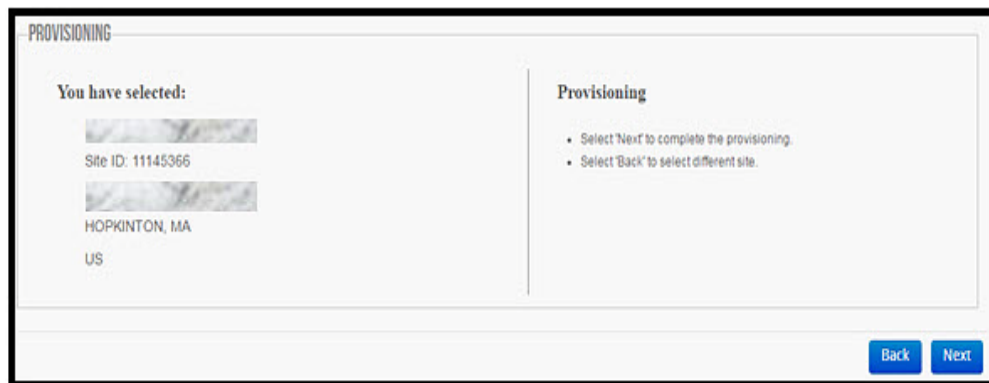 PROVISIONING
You have selected:
Site ID: 11145366
HOPKINTON, MA
US
Provisioning
• Select 'Next' to complete the provisioning.
• Select 'Back' to select different site.
Back
Next